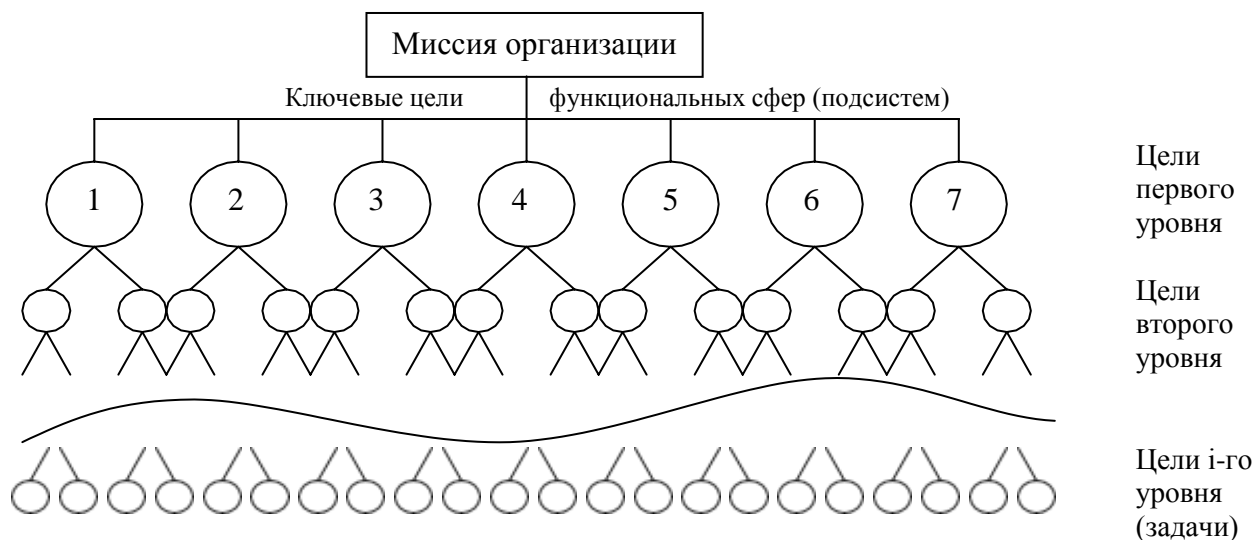 Миссия организации
Ключевые цели функциональных сфер (подсистем)
1 2 3 4 5 6 7
Цели
первого
уровня
Цели
второго
уровня
Цели i-го
уровня
(задачи)